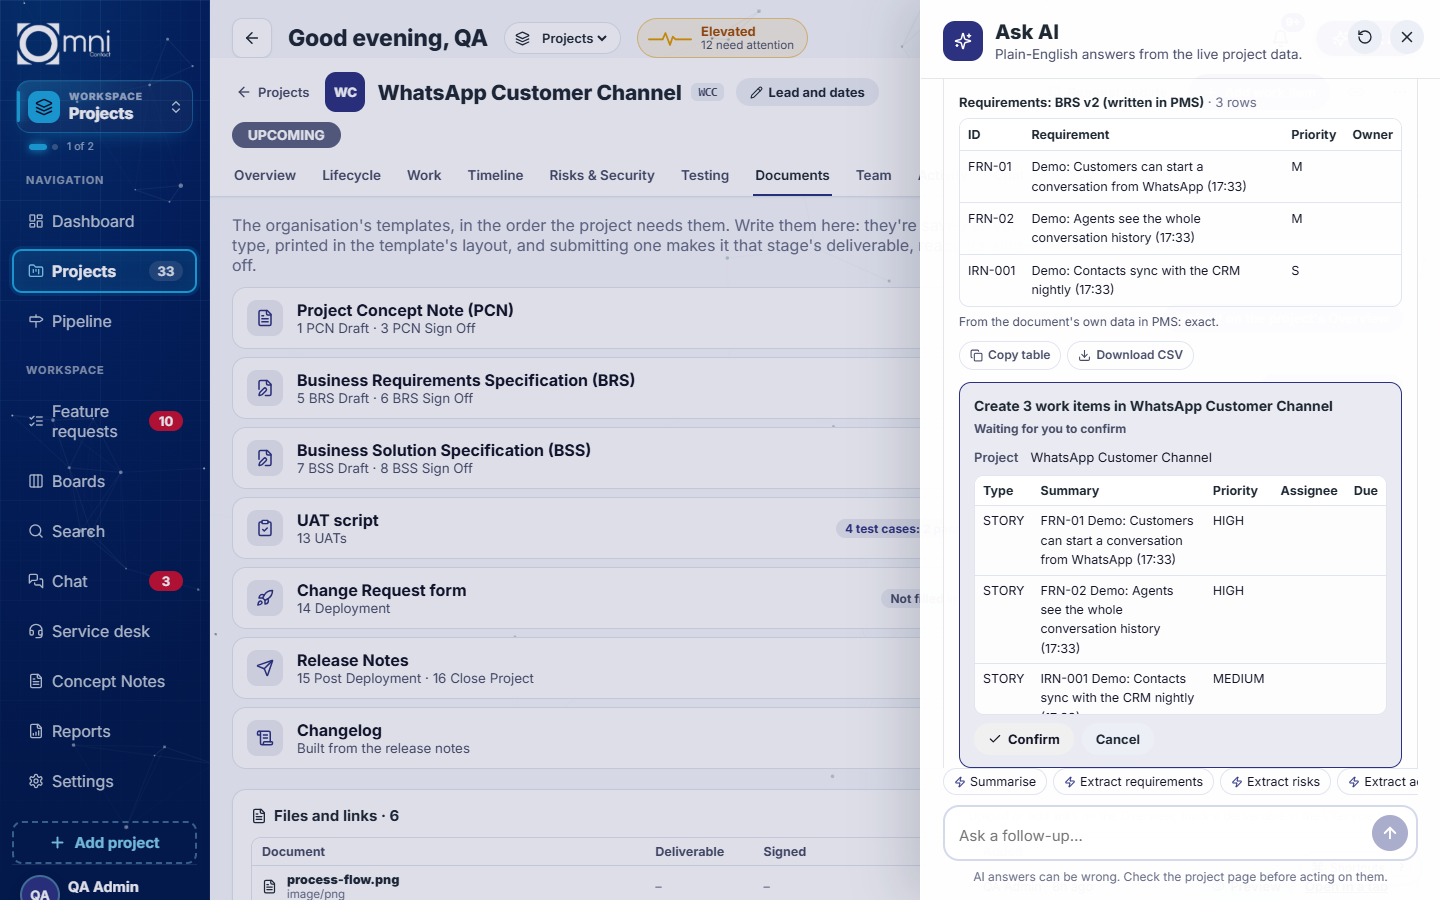 Omni
Contact
WORKSPACE
Projects
1 of 2
NAVIGATION
Dashboard
Projects 33
Pipeline
WORKSPACE
Feature requests 10
Boards
Search
Chat 3
Service desk
Concept Notes
Reports
Settings
Add project
QA
QA Admin
Good evening, QA
Projects
Elevated
12 need attention
Projects
WC
WhatsApp Customer Channel
WCC
Lead and dates
UPCOMING
Overview Lifecycle Work Timeline Risks & Security Testing Documents Team
The organisation's templates, in the order the project needs them. Write them here: they're
type, printed in the template's layout, and submitting one makes it that stage's deliverable,
off.
Project Concept Note (PCN)
1 PCN Draft · 3 PCN Sign Off
Business Requirements Specification (BRS)
5 BRS Draft · 6 BRS Sign Off
Business Solution Specification (BSS)
7 BSS Draft · 8 BSS Sign Off
UAT script
13 UATs
4 test cases:
Change Request form
14 Deployment
Not
Release Notes
15 Post Deployment · 16 Close Project
Changelog
Built from the release notes
Files and links · 6
Document Deliverable Signed
process-flow.png – –
image/png
Ask AI
Plain-English answers from the live project data.
Requirements: BRS v2 (written in PMS) · 3 rows
ID Requirement Priority Owner
FRN-01 Demo: Customers can start a M
conversation from WhatsApp (17:33)
FRN-02 Demo: Agents see the whole M
conversation history (17:33)
IRN-001 Demo: Contacts sync with the CRM S
nightly (17:33)
From the document's own data in PMS: exact.
Copy table Download CSV
Create 3 work items in WhatsApp Customer Channel
Waiting for you to confirm
Project WhatsApp Customer Channel
Type Summary Priority Assignee Due
STORY FRN-01 Demo: Customers HIGH
can start a conversation
from WhatsApp (17:33)
STORY FRN-02 Demo: Agents HIGH
see the whole
conversation history
(17:33)
STORY IRN-001 Demo: Contacts MEDIUM
sync with the CRM nightly
Confirm Cancel
Summarise Extract requirements Extract risks Extract
Ask a follow-up...
AI answers can be wrong. Check the project page before acting on them.